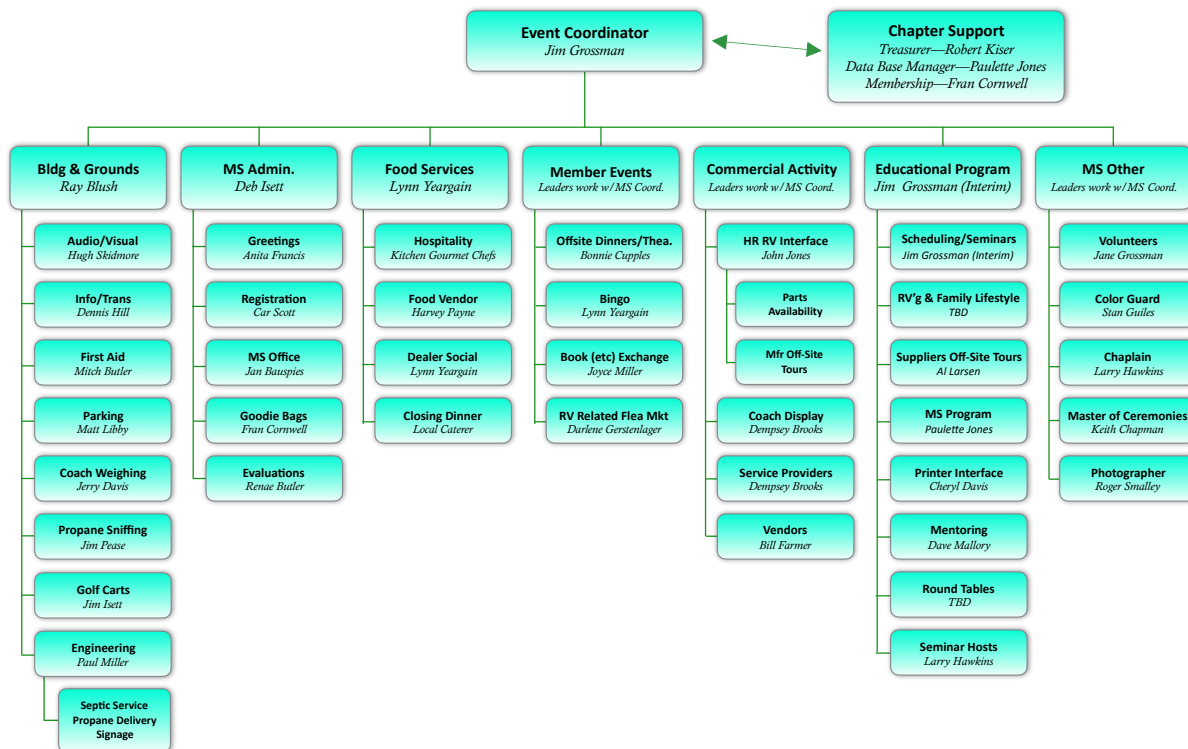 Event Coordinator
Jim Grossman
Chapter Support
Treasurer—Robert Kiser
Data Base Manager—Paulette Jones
Membership—Fran Cornwell
Bldg & Grounds
Ray Blush
Audio/Visual
Hugh Skidmore
Info/Trans
Dennis Hill
First Aid
Mitch Butler
Parking
Matt Libby
Coach Weighing
Jerry Davis
Propane Sniffing
Jim Pease
Golf Carts
Jim Isett
Engineering
Paul Miller
Septic Service
Propane Delivery
Signage
MS Admin.
Deb Isett
Greetings
Anita Francis
Registration
Car Scott
MS Office
Jan Bauspies
Goodie Bags
Fran Cornwell
Evaluations
Renae Butler
Food Services
Lynn Yeargain
Hospitality
Kitchen Gourmet Chefs
Food Vendor
Harvey Payne
Dealer Social
Lynn Yeargain
Closing Dinner
Local Caterer
Member Events
Leaders work w/ MS Coord.
Offsite Dinners/Thea.
Bonnie Cupples
Bingo
Lynn Yeargain
Book (etc) Exchange
Joyce Miller
RV Related Flea Mkt
Darlene Gerstenlager
Commercial Activity
Leaders work w/ MS Coord.
HR RV Interface
John Jones
Parts
Availability
Mfr Off-Site
Tours
Coach Display
Dempsey Brooks
Service Providers
Dempsey Brooks
Vendors
Bill Farmer
Educational Program
Jim Grossman (Interim)
Scheduling/Seminars
Jim Grossman (Interim)
RV'g & Family Lifestyle
TBD
Suppliers Off-Site Tours
Al Larsen
MS Program
Paulette Jones
Printer Interface
Cheryl Davis
Mentoring
Dave Mallory
Round Tables
TBD
Seminar Hosts
Larry Hawkins
MS Other
Leaders work w/ MS Coord.
Volunteers
Jane Grossman
Color Guard
Stan Guiles
Chaplain
Larry Hawkins
Master of Ceremonies
Keith Chapman
Photographer
Roger Smalley